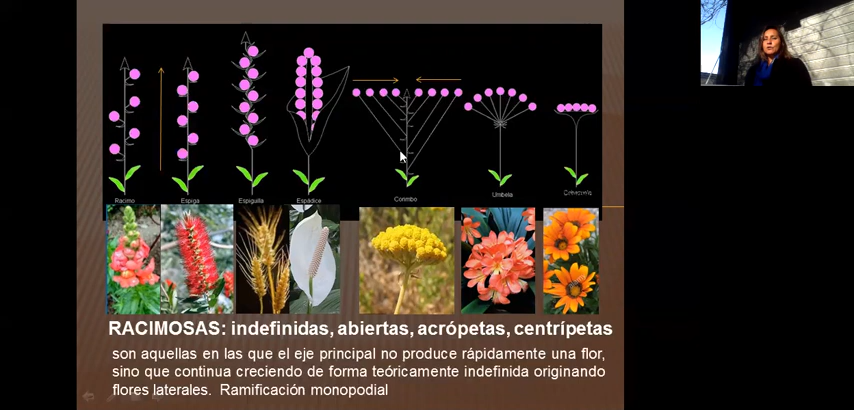 Racimo Espiga Espiguilla Espádice Corimbo Umbela
RACIMOSAS: indefinidas, abiertas, acrópetas, centrípetas
son aquellas en las que el eje principal no produce rápidamente una flor,
sino que continua creciendo de forma teóricamente indefinida originando
flores laterales. Ramificación monopodial